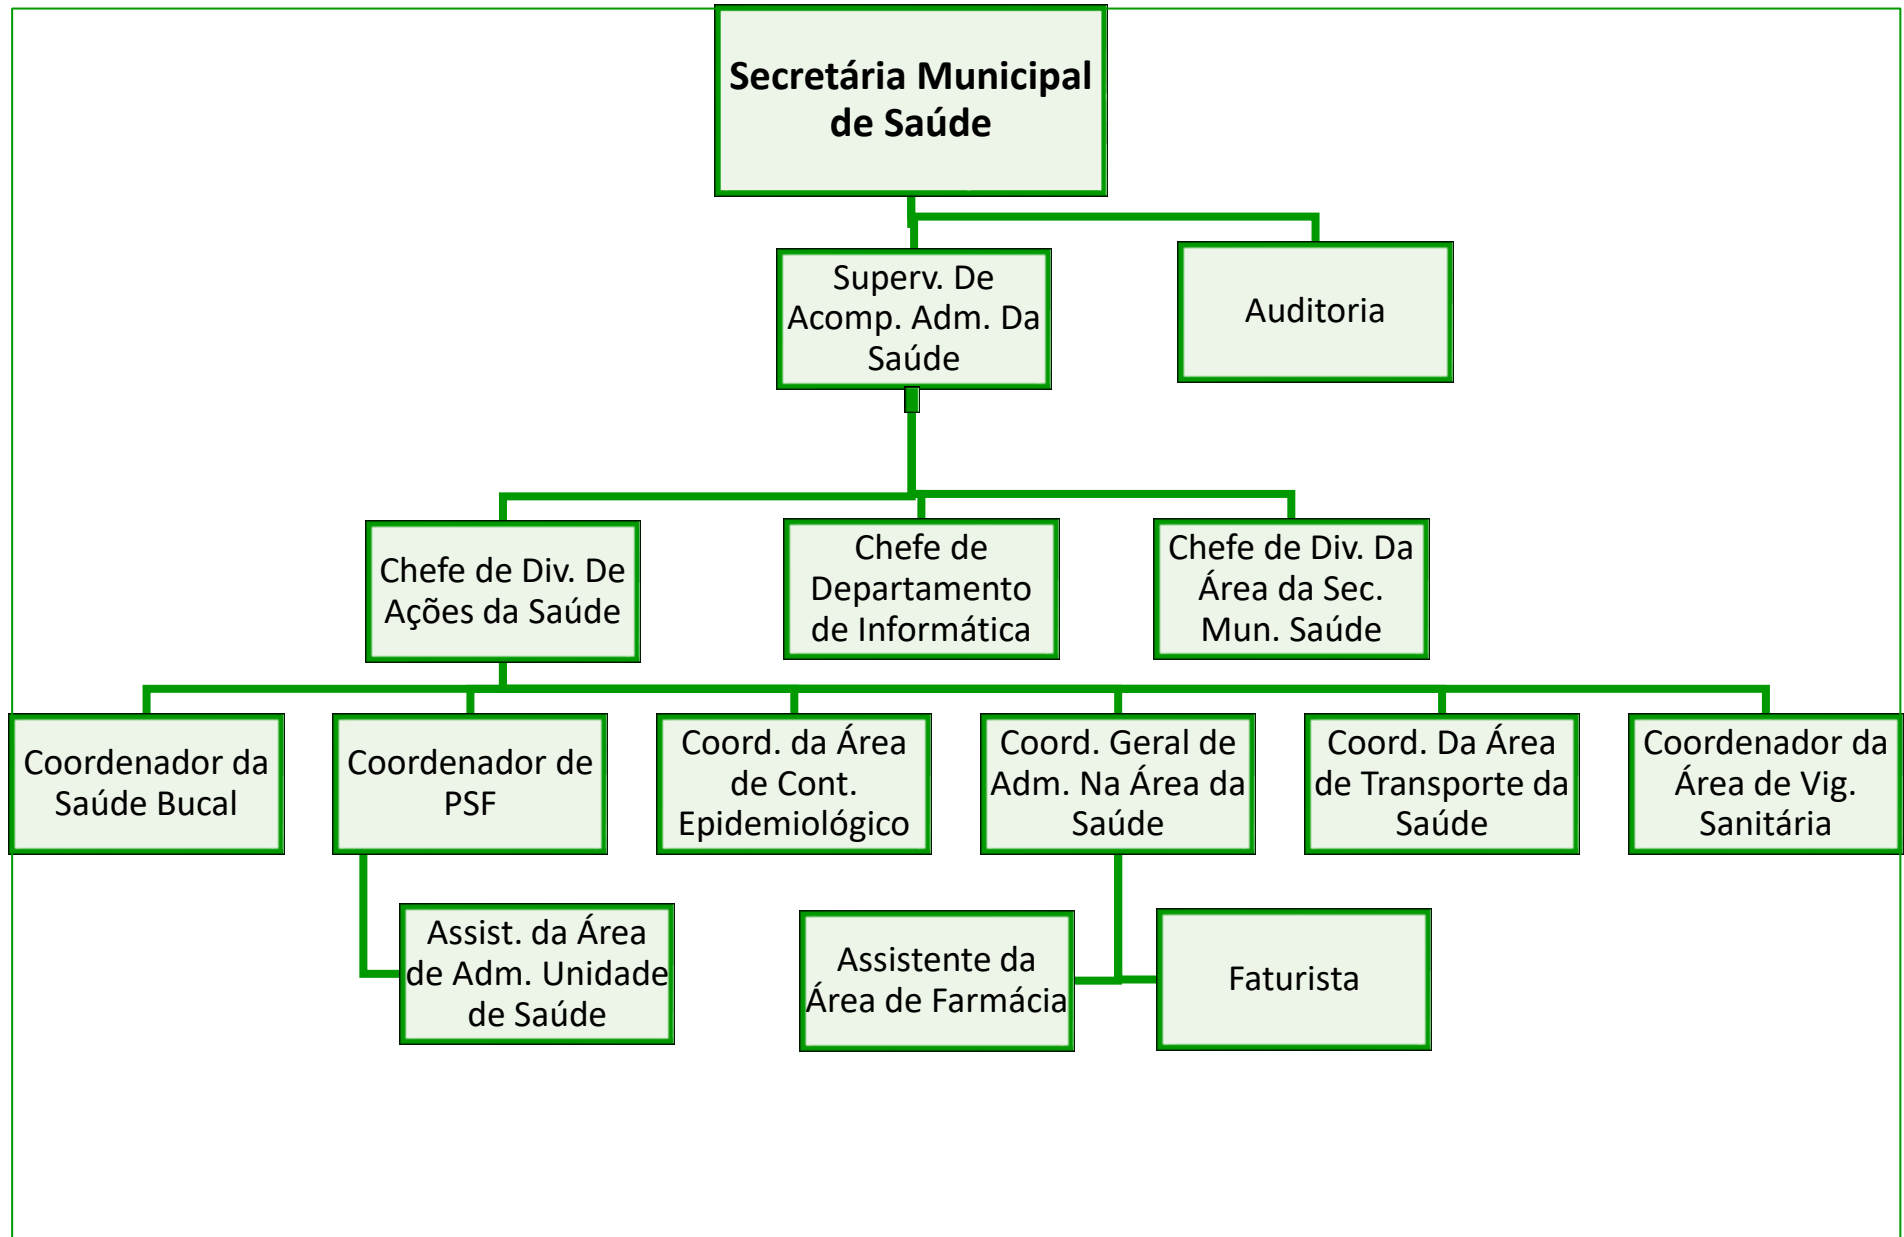 Secretária Municipal
de Saúde
Superv. De
Acomp. Adm. Da
Saúde
Auditoria
Chefe de Div. De
Ações da Saúde
Chefe de
Departamento
de Informática
Chefe de Div. Da
Área da Sec.
Mun. Saúde
Coordenador da
Saúde Bucal
Coordenador de
PSF
Coord. da Área
de Cont.
Epidemiológico
Coord. Geral de
Adm. Na Área da
Saúde
Coord. Da Área
de Transporte da
Saúde
Coordenador da
Área de Vig.
Sanitária
Assist. da Área
de Adm. Unidade
de Saúde
Assistente da
Área de Farmácia
Faturista